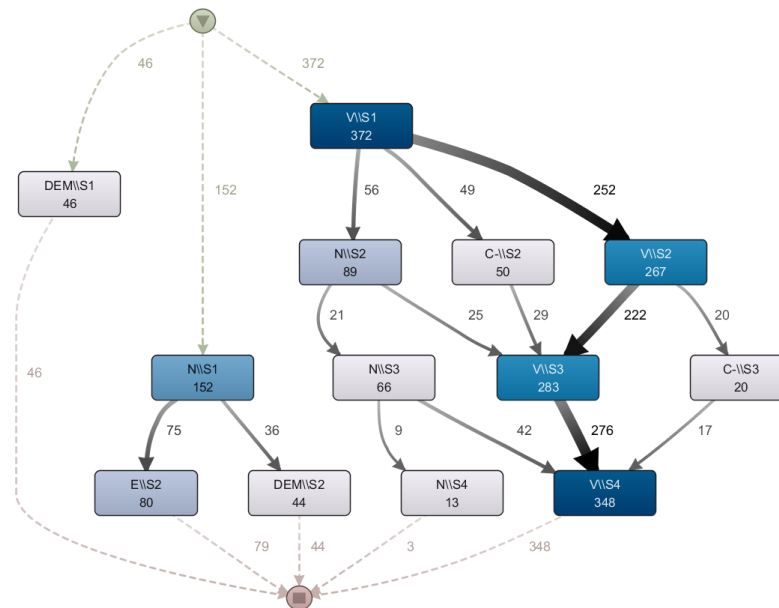 46
372
V\\S1
372
DEM\\S1
46
152
56
49
252
N\\S2
89
C-\\S2
50
V\\S2
267
21
25
29
222
20
46
N\\S1
152
N\\S3
66
V\\S3
283
C-\\S3
20
75
36
9
42
276
17
E\\S2
80
DEM\\S2
44
N\\S4
13
V\\S4
348
79
44
3
348